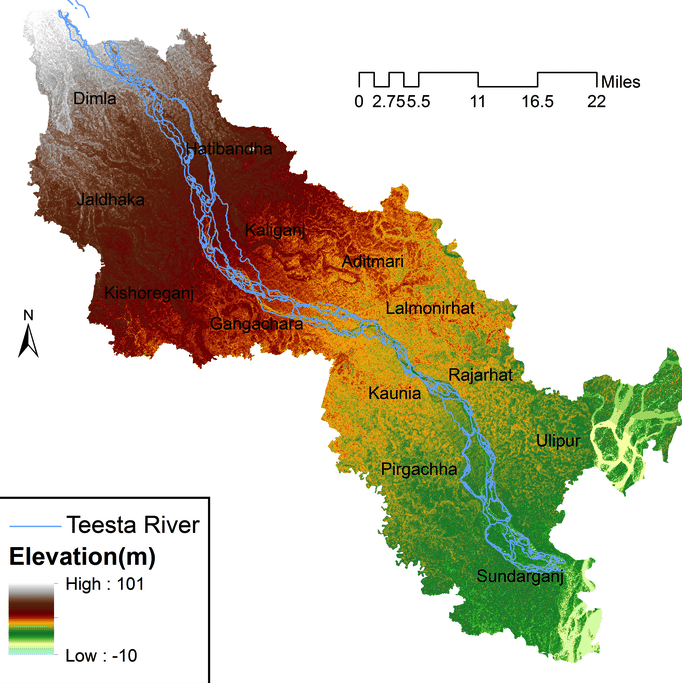 Dimla
Miles
0 2.755.5 11 16.5 22
Hatibandha
Jaldhaka
Kaliganj
Aditmari
Kishoreganj
Lalmonirhat
N
Gangachara
Rajarhat
Kaunia
Ulipur
Pirgachha
Teesta River
Elevation(m)
High : 101
Sundarganj
Low : -10